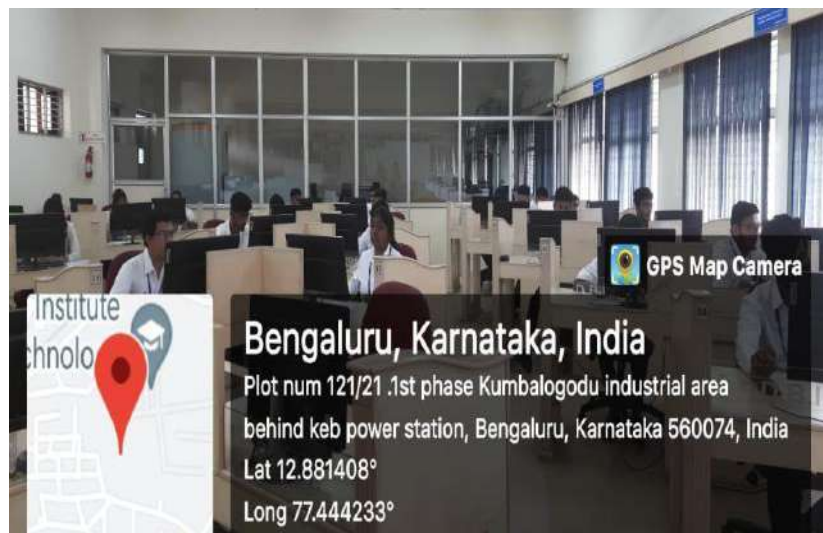 GPS Map Camera
Institute
chnolo
Bengaluru, Karnataka, India
Plot num 121/21 .1st phase Kumbalogodu industrial area
behind keb power station, Bengaluru, Karnataka 560074, India
Lat 12.881408°
Long 77.444233°